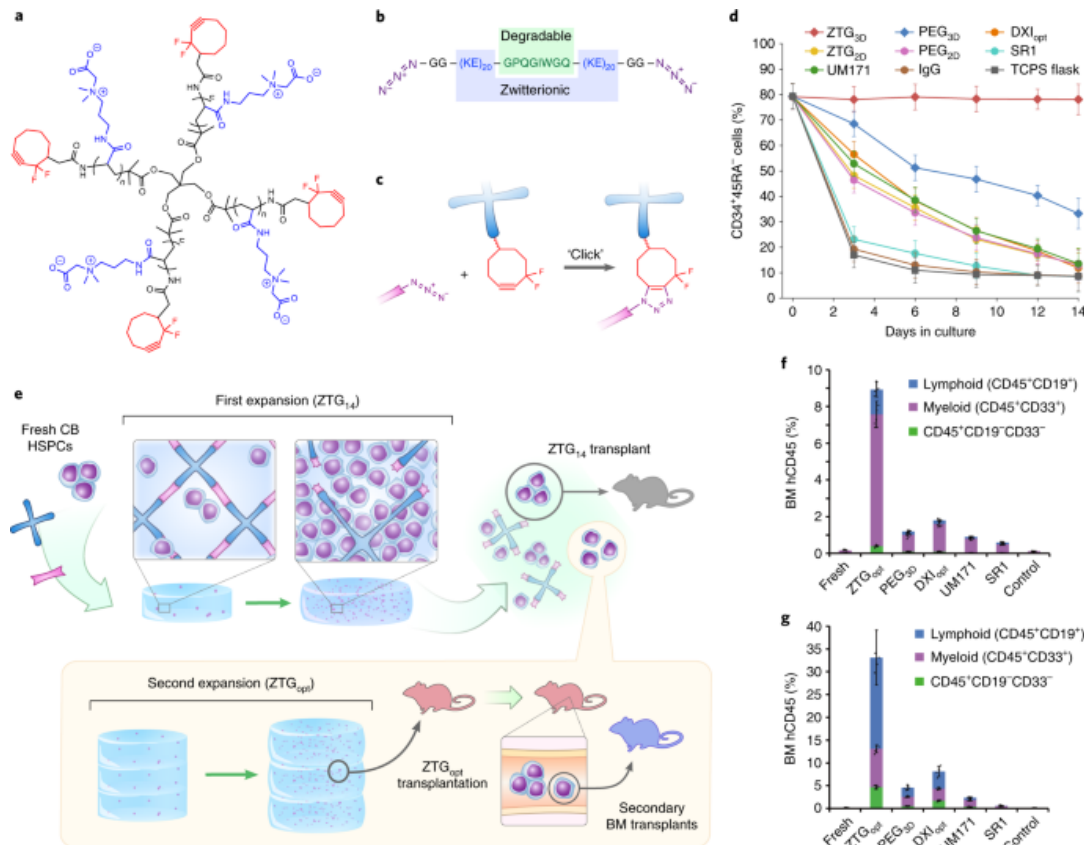 a
O
O⊖
N⊕
HN
O
F
F
NH
n
b
Degradable
N=N=N—GG—(KE)20—GPQGIWGQ—(KE)20—GG—N=N=N
Zwitterionic
c
+
'Click'
N
F
F
d
ZTG3D
ZTG2D
UM171
PEG3D
PEG2D
IgG
DXIopt
SR1
TCPS flask
CD34+45RA− cells (%)
100
90
80
70
60
50
40
30
20
10
0
0 2 4 6 8 10 12 14
Days in culture
e
First expansion (ZTG14)
Fresh CB
HSPCs
ZTG14 transplant
Second expansion (ZTGopt)
ZTGopt
transplantation
Secondary
BM transplants
f
Lymphoid (CD45+CD19+)
Myeloid (CD45+CD33+)
CD45+CD19−CD33−
BM hCD45 (%)
10
8
6
4
2
0
Fresh
ZTGopt
PEG3D
DXIopt
UM171
SR1
Control
g
Lymphoid (CD45+CD19+)
Myeloid (CD45+CD33+)
CD45+CD19−CD33−
BM hCD45 (%)
40
35
30
25
20
15
10
5
0
Fresh
ZTGopt
PEG3D
DXIopt
UM171
SR1
Control